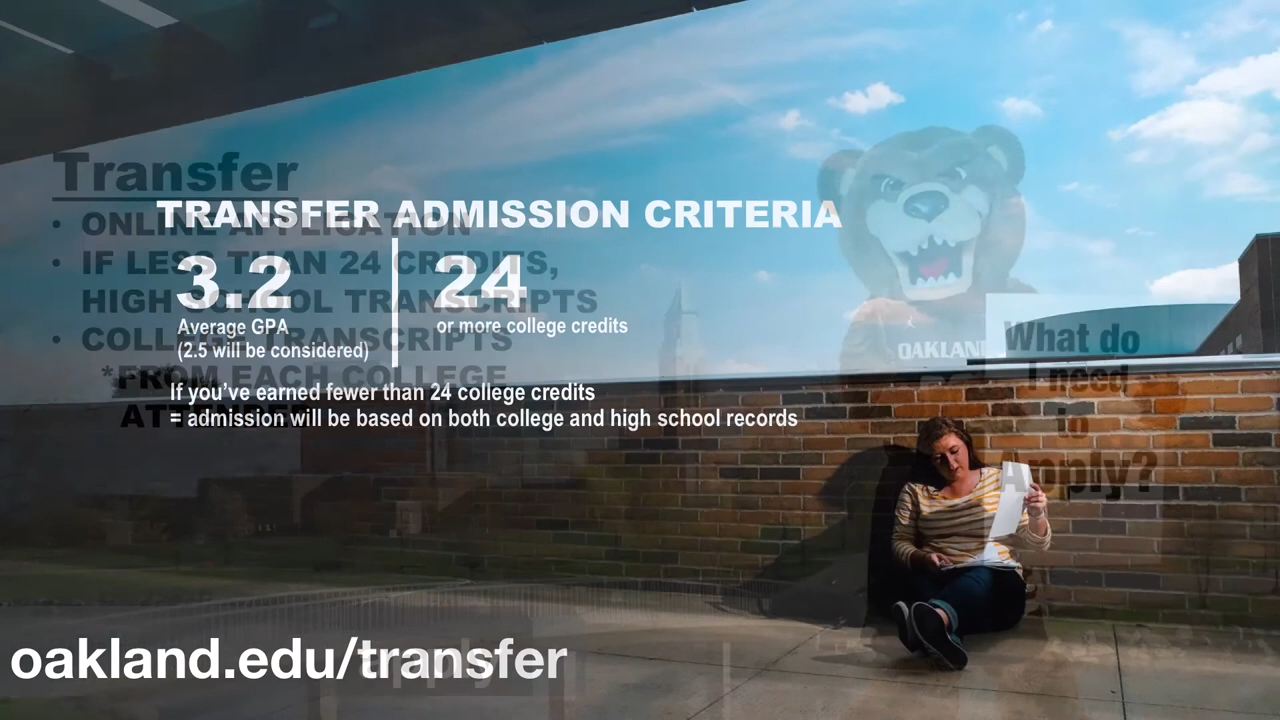 Transfer
• ONLINE APPLICATION
• IF LESS THAN 24 CREDITS,
HIGH SCHOOL TRANSCRIPTS
• COLLEGE TRANSCRIPTS
*FROM EACH COLLEGE
ATTENDED
TRANSFER ADMISSION CRITERIA
3.2
Average GPA
(2.5 will be considered)
24
or more college credits
If you've earned fewer than 24 college credits
= admission will be based on both college and high school records
OAKLAND
What do
I need
to
Apply?
oakland.edu/transfer
apply